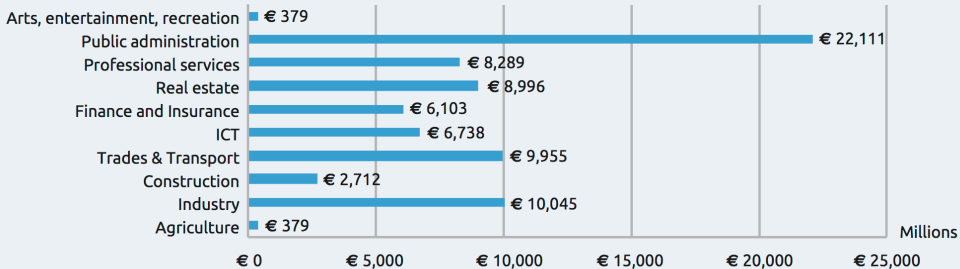 Arts, entertainment, recreation € 379
Public administration € 22,111
Professional services € 8,289
Real estate € 8,996
Finance and Insurance € 6,103
ICT € 6,738
Trades & Transport € 9,955
Construction € 2,712
Industry € 10,045
Agriculture € 379
Millions
€ 0 € 5,000 € 10,000 € 15,000 € 20,000 € 25,000